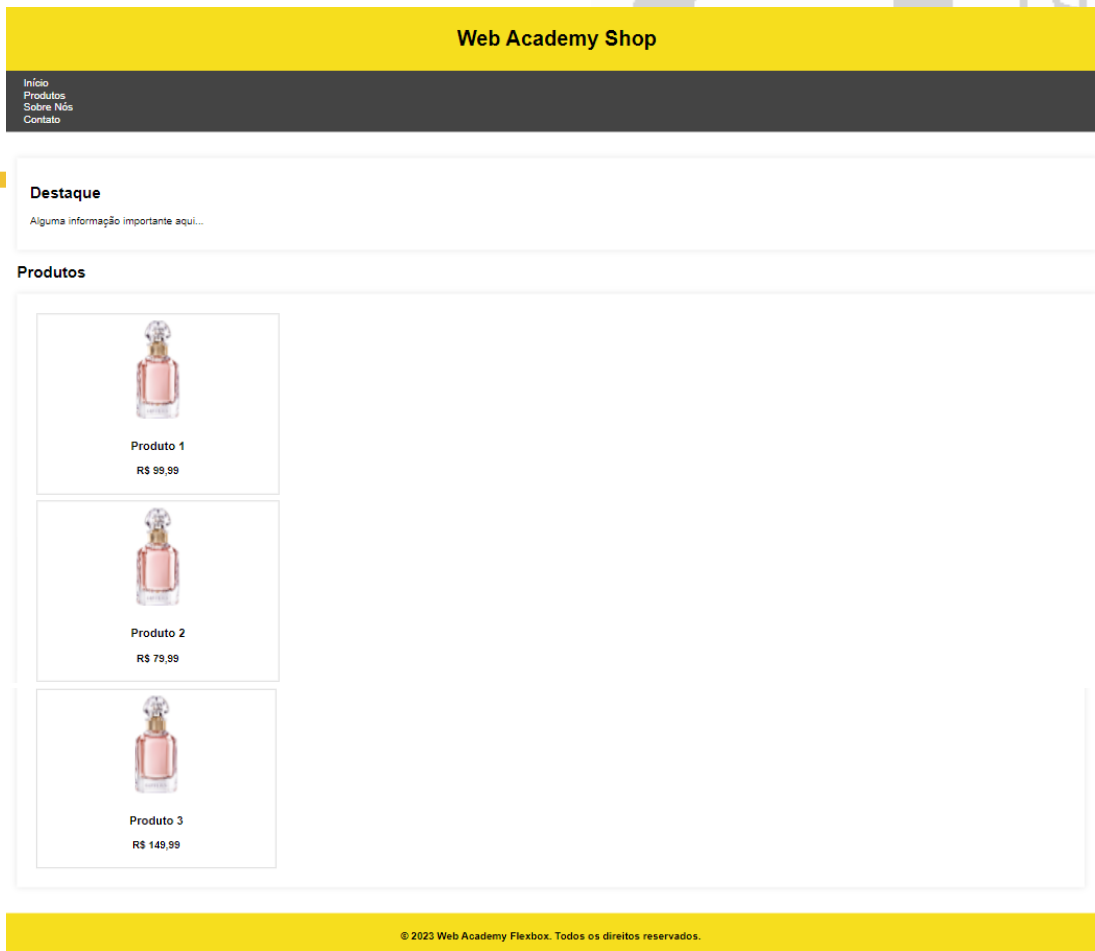 Web Academy Shop
Início
Produtos
Sobre Nós
Contato
Destaque
Alguma informação importante aqui...
Produtos
Produto 1
R$ 99,99
Produto 2
R$ 79,99
Produto 3
R$ 149,99
© 2023 Web Academy Flexbox. Todos os direitos reservados.